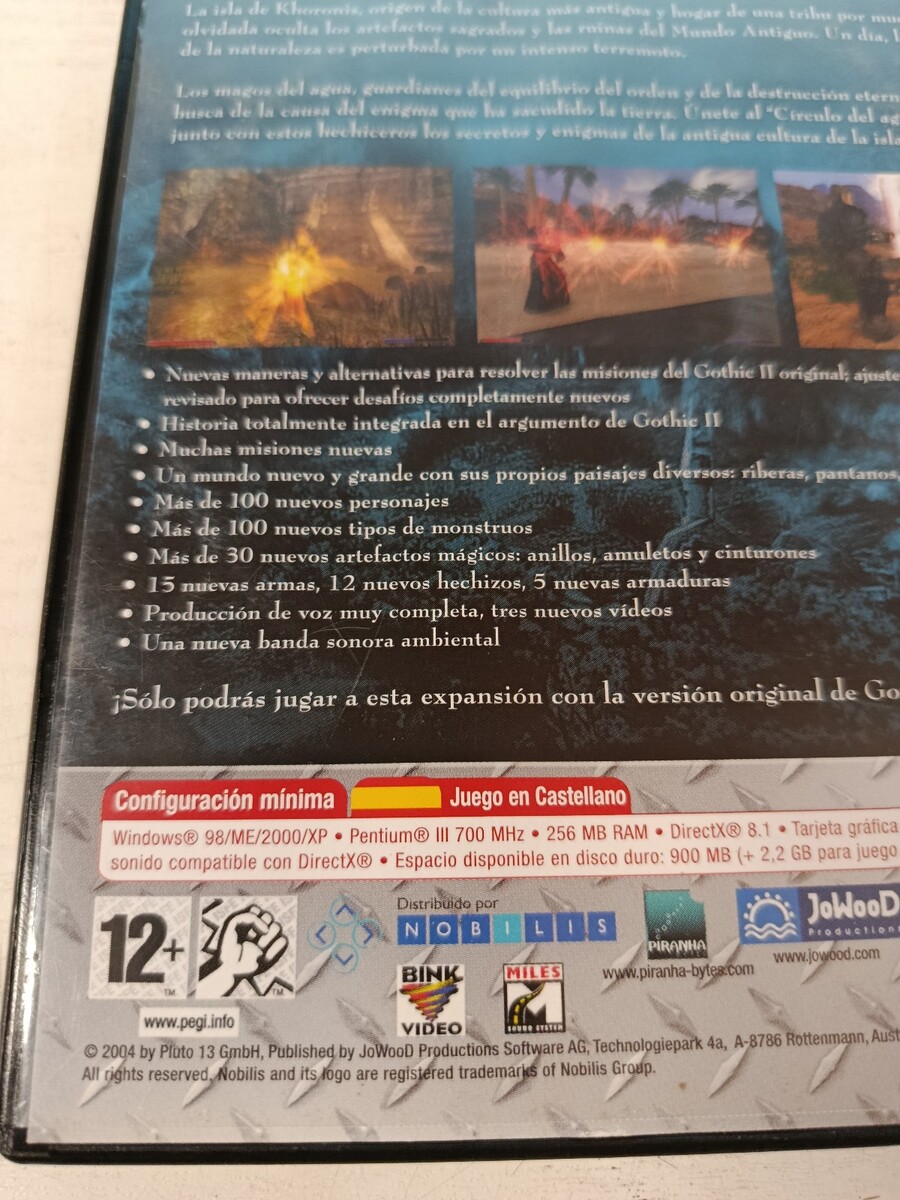 La isla de Khoronis, origen de la cultura más antigua y hogar de una tribu por
olvidada oculta los artefactos sagrados y las ruinas del Mundo Antiguo. Un día,
de la naturaleza es perturbada por un intenso terremoto.
Los magos del agua, guardianes del equilibrio del orden y de la destrucción
busca de la causa del enigma que ha sacudido la tierra. Únete al "Círculo del
junto con estos hechiceros los secretos y enigmas de la antigua cultura de la
• Nuevas maneras y alternativas para resolver las misiones del Gothic II original; ajuste
revisado para ofrecer desafíos completamente nuevos
• Historia totalmente integrada en el argumento de Gothic II
• Muchas misiones nuevas
• Un mundo nuevo y grande con sus propios paisajes diversos: riberas, pantanos,
• Más de 100 nuevos personajes
• Más de 100 nuevos tipos de monstruos
• Más de 30 nuevos artefactos mágicos: anillos, amuletos y cinturones
• 15 nuevas armas, 12 nuevos hechizos, 5 nuevas armaduras
• Producción de voz muy completa, tres nuevos vídeos
• Una nueva banda sonora ambiental
¡Sólo podrás jugar a esta expansión con la versión original de Go
Configuración mínima
Juego en Castellano
Windows® 98/ME/2000/XP • Pentium® III 700 MHz • 256 MB RAM • DirectX® 8.1 • Tarjeta gráfica
sonido compatible con DirectX® • Espacio disponible en disco duro: 900 MB (+ 2,2 GB para juego
12+
TM
TM
www.pegi.info
Distribuido por
NOBILIS
PIRANHA
www.piranha-bytes.com
JoWooD
Productions
www.jowood.com
BINK
VIDEO
MILES
SOUND SYSTEM
© 2004 by Pluto 13 GmbH, Published by JoWooD Productions Software AG, Technologiepark 4a, A-8786 Rottenmann, Aust
All rights reserved, Nobilis and its logo are registered trademarks of Nobilis Group.